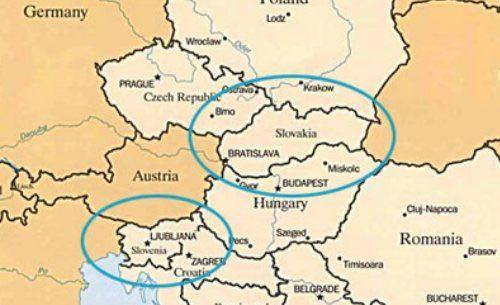 Germany
Poland
Lodz
Wroclaw
Oder
PRAGUE
Ostrava
Krakow
Czech Republic
Brno
Slovakia
Danube
BRATISLAVA
Miskolc
Linz
Gyor
BUDAPEST
Austria
Hungary
Cluj-Napoca
LJUBLJANA
Slovenia
Pecs
Szeged
Romania
ZAGREB
Croatia
Timisoara
Brasov
BELGRADE
BUCHAREST